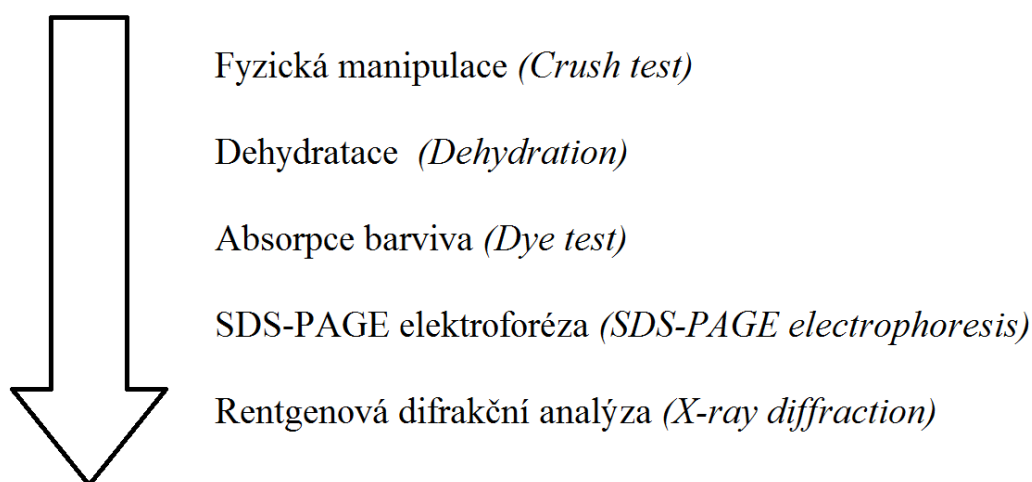 Fyzická manipulace (Crush test)
Dehydratace (Dehydration)
Absorpce barviva (Dye test)
SDS-PAGE elektroforéza (SDS-PAGE electrophoresis)
Rentgenová difrakční analýza (X-ray diffraction)